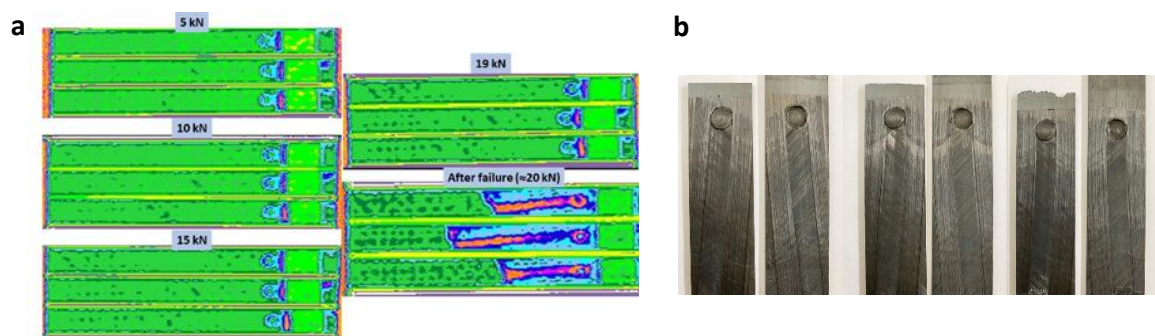 a
5 kN
10 kN
15 kN
19 kN
After failure (≈20 kN)
b